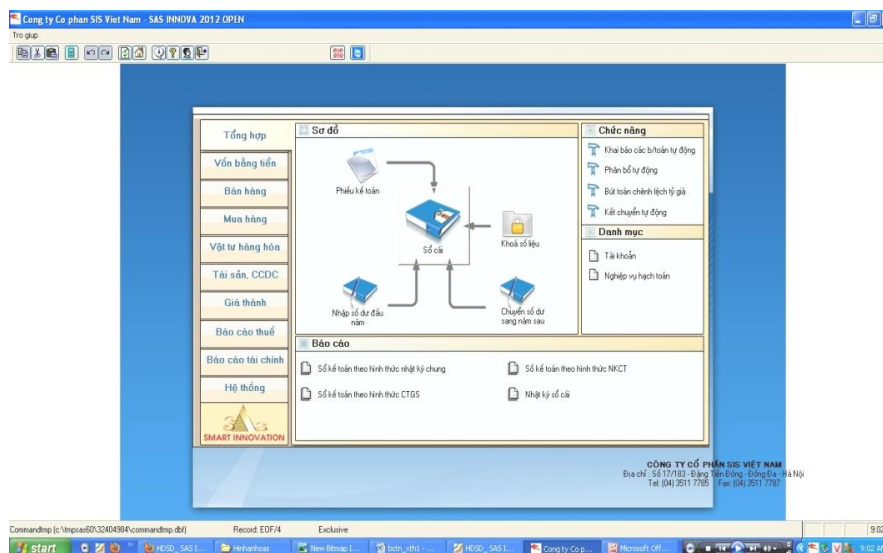 Cong ty Co phan SIS Viet Nam - SAS INNOVA 2012 OPEN
Tro giup
Tổng hợp
Vốn bằng tiền
Bán hàng
Mua hàng
Vật tư hàng hóa
Tài sản, CCDC
Giá thành
Báo cáo thuế
Báo cáo tài chính
Hệ thống
SMART INNOVATION
Sơ đồ
Phiếu kế toán
Sổ cái
Khoá số liệu
Nhập số dư đầu
năm
Chuyển số dư
sang năm sau
Chức năng
Khai báo các b/toán tự động
Phân bổ tự động
Bút toán chênh lệch tỷ giá
Kết chuyển tự động
Danh mục
Tài khoản
Nghiệp vụ hạch toán
Báo cáo
Sổ kế toán theo hình thức nhật ký chung
Sổ kế toán theo hình thức NKCT
Sổ kế toán theo hình thức CTGS
Nhật ký sổ cái
CÔNG TY CỔ PHẦN SIS VIỆT NAM
Địa chỉ : Số 17/183 - Đặng Tiến Đông - Đống Đa - Hà Nội
Tel: (04) 3511 7785 Fax: (04) 3511 7787
Commandtmp (c:\tmpsas60\32404984\commandtmp.dbf) Record: EOF/4 Exclusive 9:02
start HDSD_SAS I... Hinhanhsas New Bitmap I... bctn_xth1 - ... HDSD_SAS I... Cong ty Co p... Microsoft Off... 9:02 AM